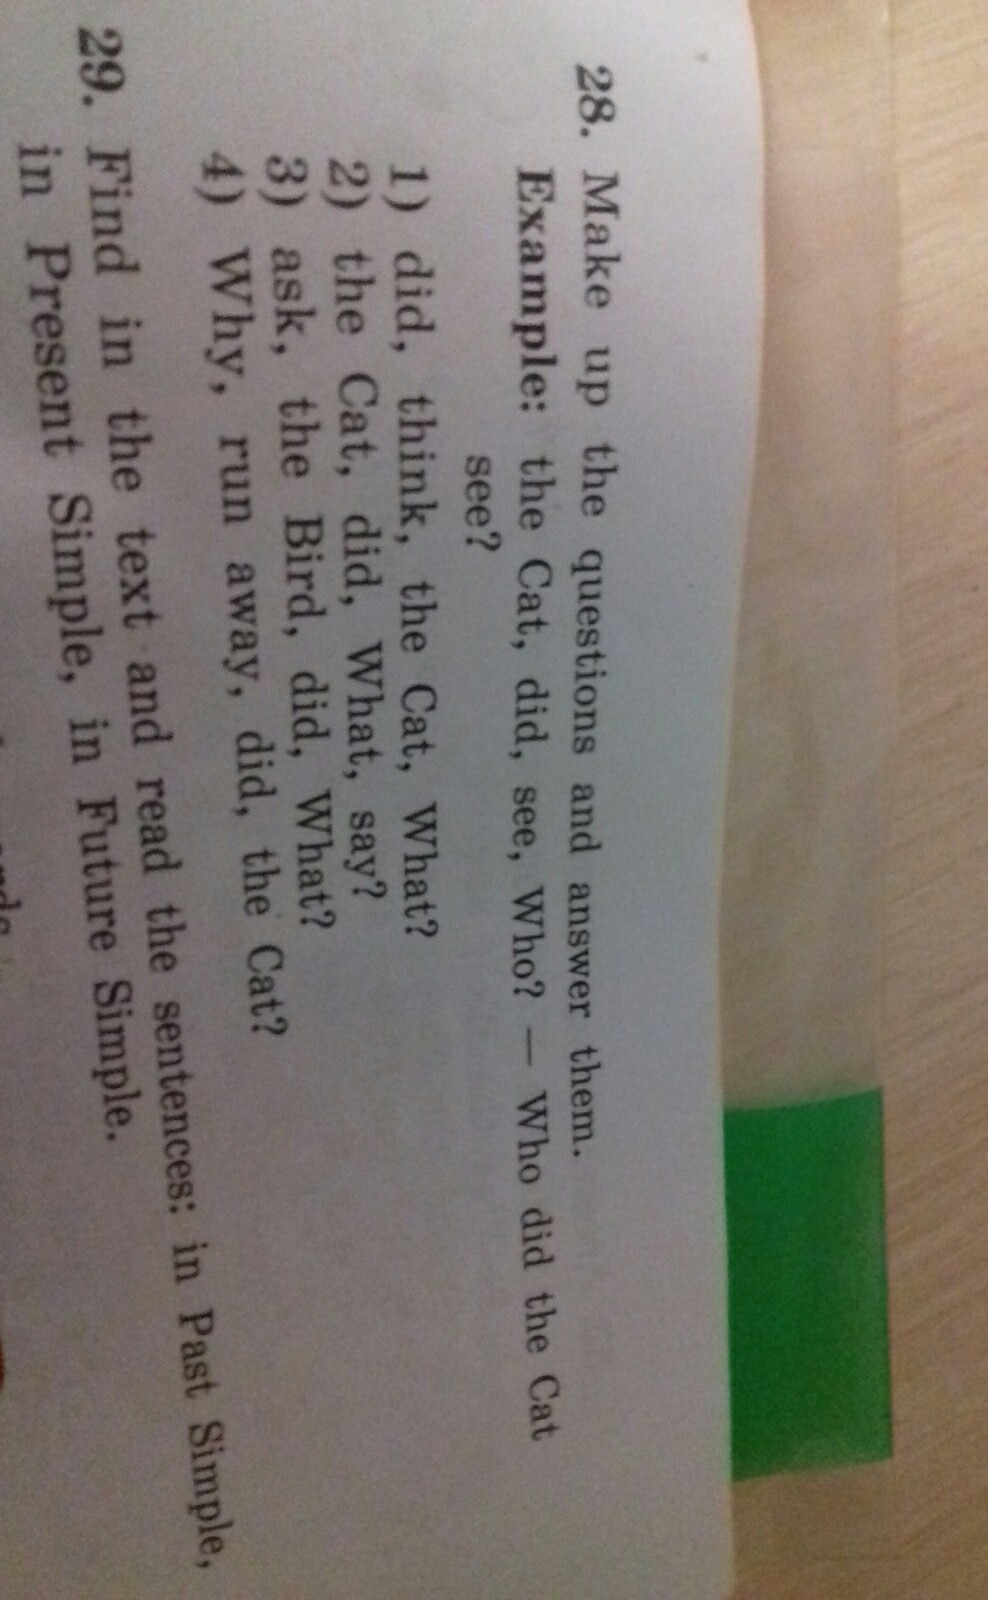 28. Make up the questions and answer them.
Example: the Cat, did, see, Who? — Who did the Cat
see?
1) did, think, the Cat, What?
2) the Cat, did, What, say?
3) ask, the Bird, did, What?
4) Why, run away, did, the Cat?
29. Find in the text and read the sentences: in Past Simple,
in Present Simple, in Future Simple.